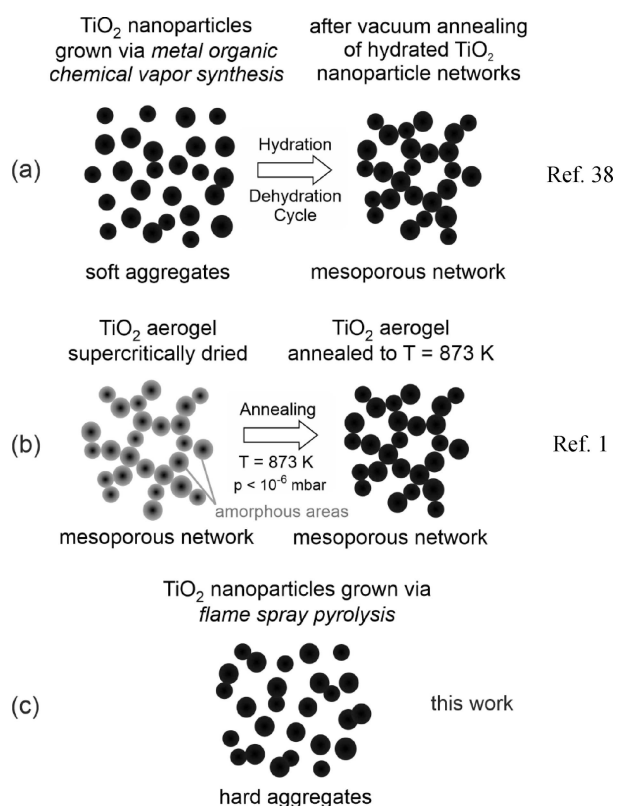 TiO₂ nanoparticles
grown via metal organic
chemical vapor synthesis
after vacuum annealing
of hydrated TiO₂
nanoparticle networks
(a)
Hydration
Dehydration
Cycle
Ref. 38
soft aggregates
mesoporous network
TiO₂ aerogel
supercritically dried
TiO₂ aerogel
annealed to T = 873 K
(b)
Annealing
T = 873 K
p < 10⁻⁶ mbar
Ref. 1
amorphous areas
mesoporous network
mesoporous network
TiO₂ nanoparticles grown via
flame spray pyrolysis
(c)
this work
hard aggregates